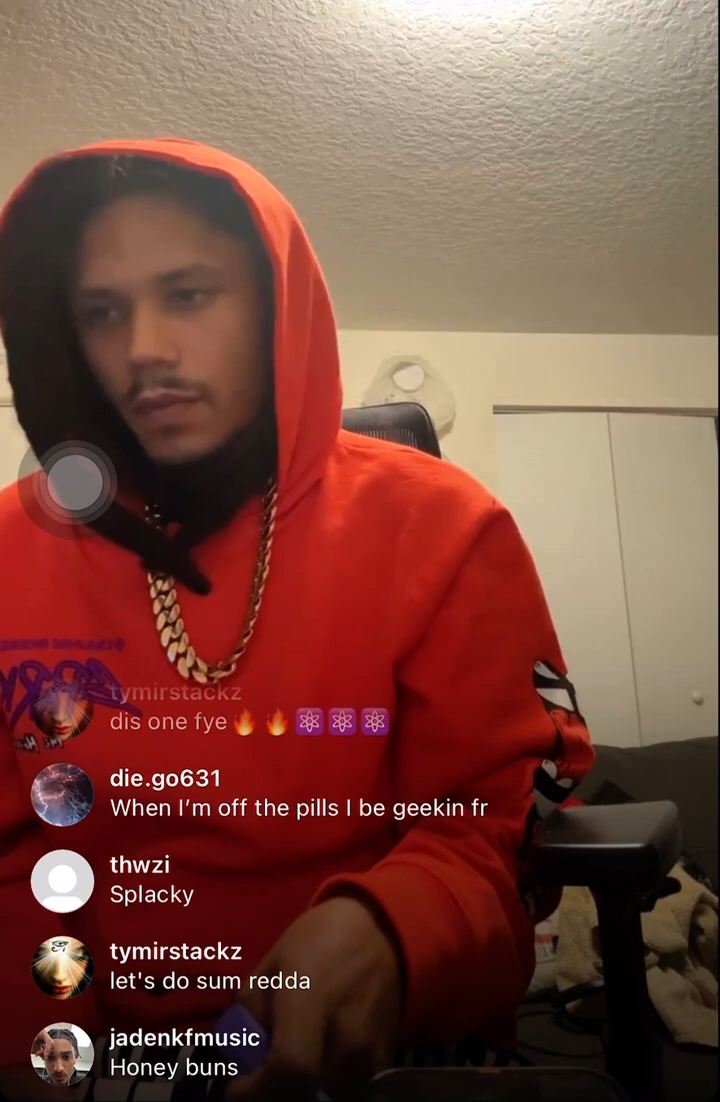 tymirstackz
dis one fye🔥🔥⚛️⚛️⚛️
die.go631
When I’m off the pills I be geekin fr
thwzi
Splacky
tymirstackz
let's do sum redda
jadenkfmusic
Honey buns